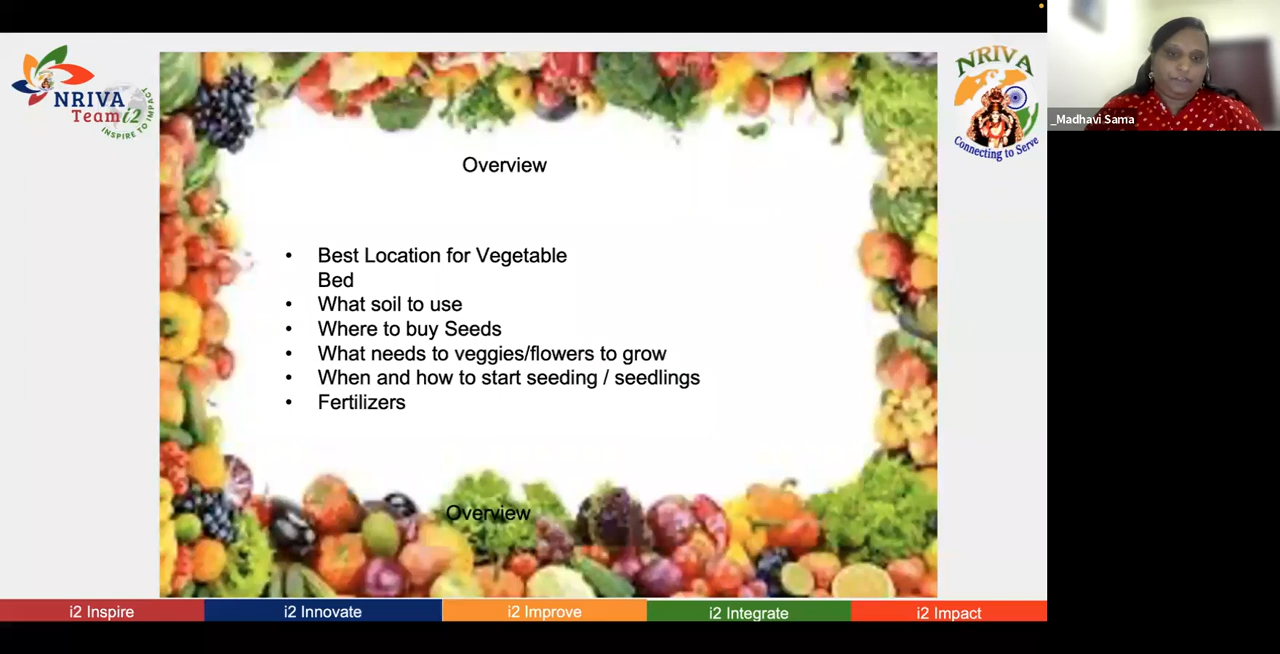 NRIVA
Team i2
INSPIRE TO IMPACT
NRIVA
Connecting to Serve
_Madhavi Sama
Overview
• Best Location for Vegetable
Bed
• What soil to use
• Where to buy Seeds
• What needs to veggies/flowers to grow
• When and how to start seeding / seedlings
• Fertilizers
Overview
i2 Inspire
i2 Innovate
i2 Improve
i2 Integrate
i2 Impact